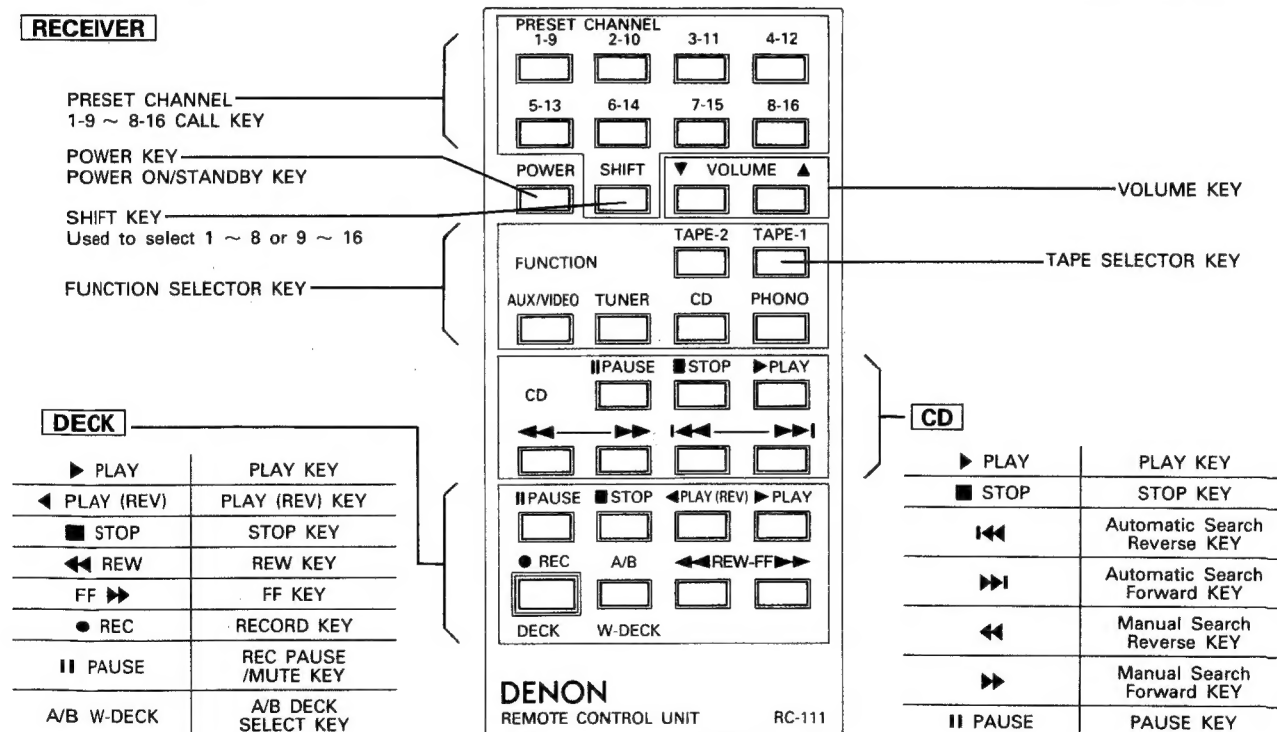 RECEIVER
PRESET CHANNEL
1-9 ~ 8-16 CALL KEY
POWER KEY
POWER ON/STANDBY KEY
SHIFT KEY
Used to select 1 ~ 8 or 9 ~ 16
FUNCTION SELECTOR KEY
PRESET CHANNEL
1-9 2-10 3-11 4-12
5-13 6-14 7-15 8-16
POWER SHIFT ▼ VOLUME ▲
VOLUME KEY
TAPE-2 TAPE-1
FUNCTION
TAPE SELECTOR KEY
AUX/VIDEO TUNER CD PHONO
II PAUSE ■ STOP ▶ PLAY
CD
◀◀ ▶▶ I◀◀ ▶▶I
II PAUSE ■ STOP ◀ PLAY (REV) ▶ PLAY
● REC A/B ◀◀ REW-FF ▶▶
DECK W-DECK
DENON
REMOTE CONTROL UNIT RC-111
DECK
▶ PLAY PLAY KEY
◀ PLAY (REV) PLAY (REV) KEY
■ STOP STOP KEY
◀◀ REW REW KEY
FF ▶▶ FF KEY
● REC RECORD KEY
II PAUSE REC PAUSE
/MUTE KEY
A/B W-DECK A/B DECK
SELECT KEY
CD
▶ PLAY PLAY KEY
■ STOP STOP KEY
I◀◀ Automatic Search
Reverse KEY
▶▶I Automatic Search
Forward KEY
◀◀ Manual Search
Reverse KEY
▶▶ Manual Search
Forward KEY
II PAUSE PAUSE KEY